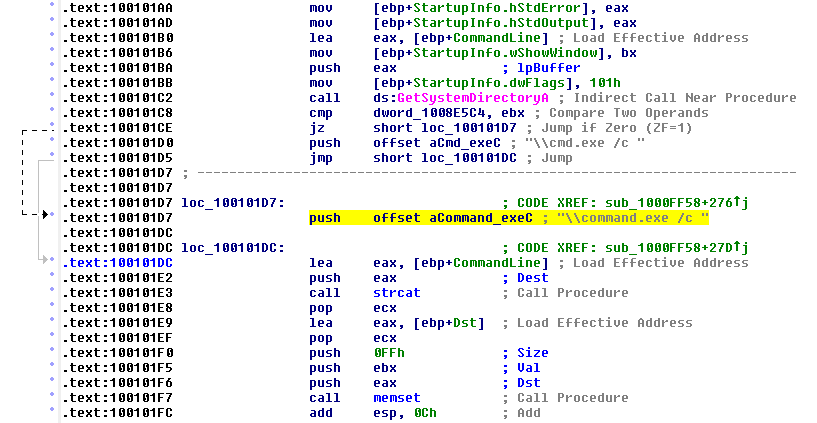 .text:100101AA mov [ebp+StartupInfo.hStdError], eax
.text:100101AD mov [ebp+StartupInfo.hStdOutput], eax
.text:100101B0 lea eax, [ebp+CommandLine] ; Load Effective Address
.text:100101B6 mov [ebp+StartupInfo.wShowWindow], bx
.text:100101BA push eax ; lpBuffer
.text:100101BB mov [ebp+StartupInfo.dwFlags], 101h
.text:100101C2 call ds:GetSystemDirectoryA ; Indirect Call Near Procedure
.text:100101C8 cmp dword_1008E5C4, ebx ; Compare Two Operands
.text:100101CE jz short loc_100101D7 ; Jump if Zero (ZF=1)
.text:100101D0 push offset aCmd_exeC ; "\\cmd.exe /c "
.text:100101D5 jmp short loc_100101DC ; Jump
.text:100101D7 ; ---------------------------------------------------------------------------
.text:100101D7
.text:100101D7 loc_100101D7: ; CODE XREF: sub_1000FF58+276↑j
.text:100101D7 push offset aCommand_exeC ; "\\command.exe /c "
.text:100101DC
.text:100101DC loc_100101DC: ; CODE XREF: sub_1000FF58+27D↑j
.text:100101DC lea eax, [ebp+CommandLine] ; Load Effective Address
.text:100101E2 push eax ; Dest
.text:100101E3 call strcat ; Call Procedure
.text:100101E8 pop ecx
.text:100101E9 lea eax, [ebp+Dst] ; Load Effective Address
.text:100101EF pop ecx
.text:100101F0 push 0FFh ; Size
.text:100101F5 push ebx ; Val
.text:100101F6 push eax ; Dst
.text:100101F7 call memset ; Call Procedure
.text:100101FC add esp, 0Ch ; Add